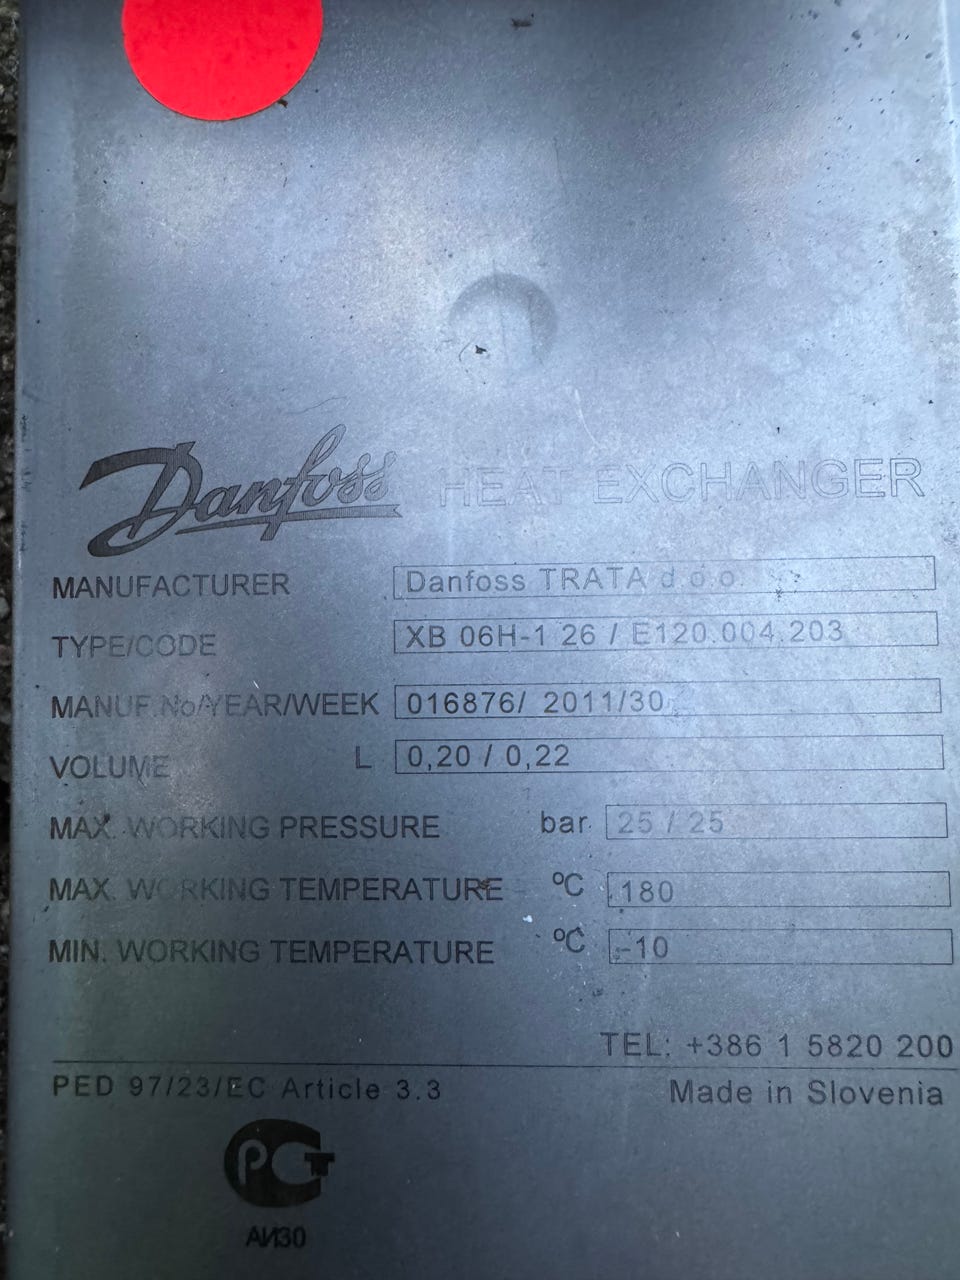 Danfoss HEAT EXCHANGER
MANUFACTURER Danfoss TRATA d.o.o.
TYPE/CODE XB 06H-1 26 / E120.004.203
MANUF.No/YEAR/WEEK 016876/ 2011/30
VOLUME L 0,20 / 0,22
MAX. WORKING PRESSURE bar 25 / 25
MAX. WORKING TEMPERATURE ºC 180
MIN. WORKING TEMPERATURE ºC -10
TEL: +386 1 5820 200
PED 97/23/EC Article 3.3 Made in Slovenia
РСТ
АИ30